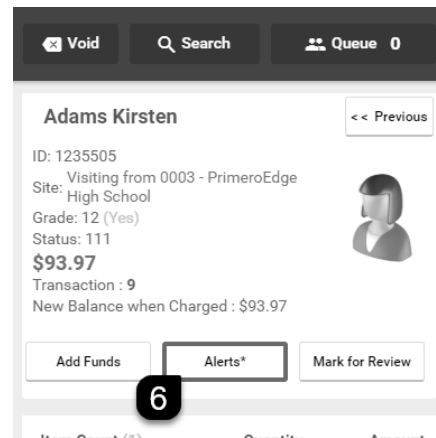 Void Search Queue 0
Adams Kirsten << Previous
ID: 1235505
Site: Visiting from 0003 - PrimeroEdge
High School
Grade: 12 (Yes)
Status: 111
$93.97
Transaction : 9
New Balance when Charged : $93.97
Add Funds Alerts* Mark for Review
6